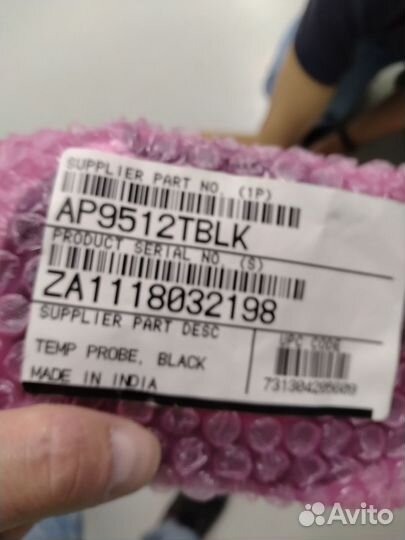 SUPPLIER PART NO. (1P)
AP9512TBLK
PRODUCT SERIAL NO. (S)
ZA1118032198
SUPPLIER PART DESC
UPC CODE
TEMP PROBE, BLACK
731304205609
MADE IN INDIA
Avito